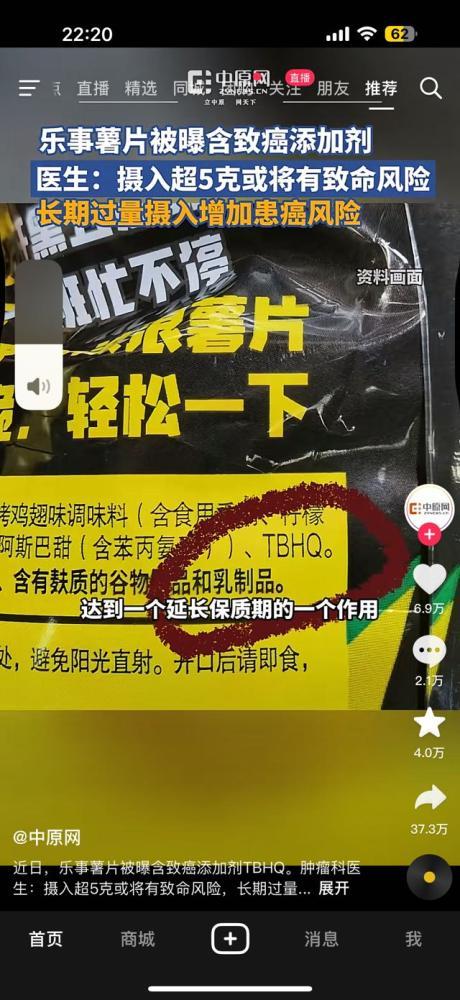 22:20
62
点 直播 精选 同城 关注 朋友 推荐
中原网
直播
ZYNEWS.CN
立中原 闻天下
乐事薯片被曝含致癌添加剂
医生：摄入超5克或将有致命风险
长期过量摄入增加患癌风险
资料画面
忙不停
浪薯片
脆，轻松一下
烤鸡翅味调味料（含食用
阿斯巴甜（含苯丙氨 ）、TBHQ。
、含有麸质的谷物 品和乳制品。
达到一个延长保质期的一个作用
处，避免阳光直射。开口后请即食，
中原网
6.9万
2.1万
4.0万
37.3万
@中原网
近日，乐事薯片被曝含致癌添加剂TBHQ。肿瘤科医
生：摄入超5克或将有致命风险，长期过量... 展开
首页 商城 消息 我